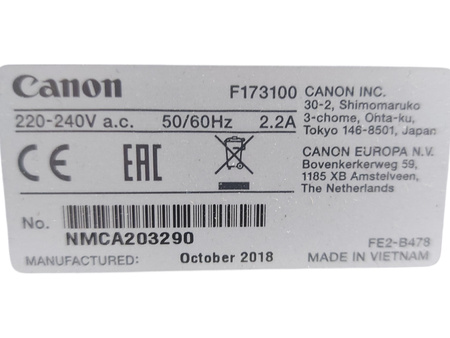 Canon F173100 CANON INC.
30-2, Shimomaruko
220-240V a.c. 50/60Hz 2.2A 3-chome, Ohta-ku,
Tokyo 146-8501, Japan
CE EAC CANON EUROPA N.V.
Bovenkerkerweg 59,
1185 XB Amstelveen,
The Netherlands
No. NMCA203290
FE2-B478
MANUFACTURED: October 2018 MADE IN VIETNAM